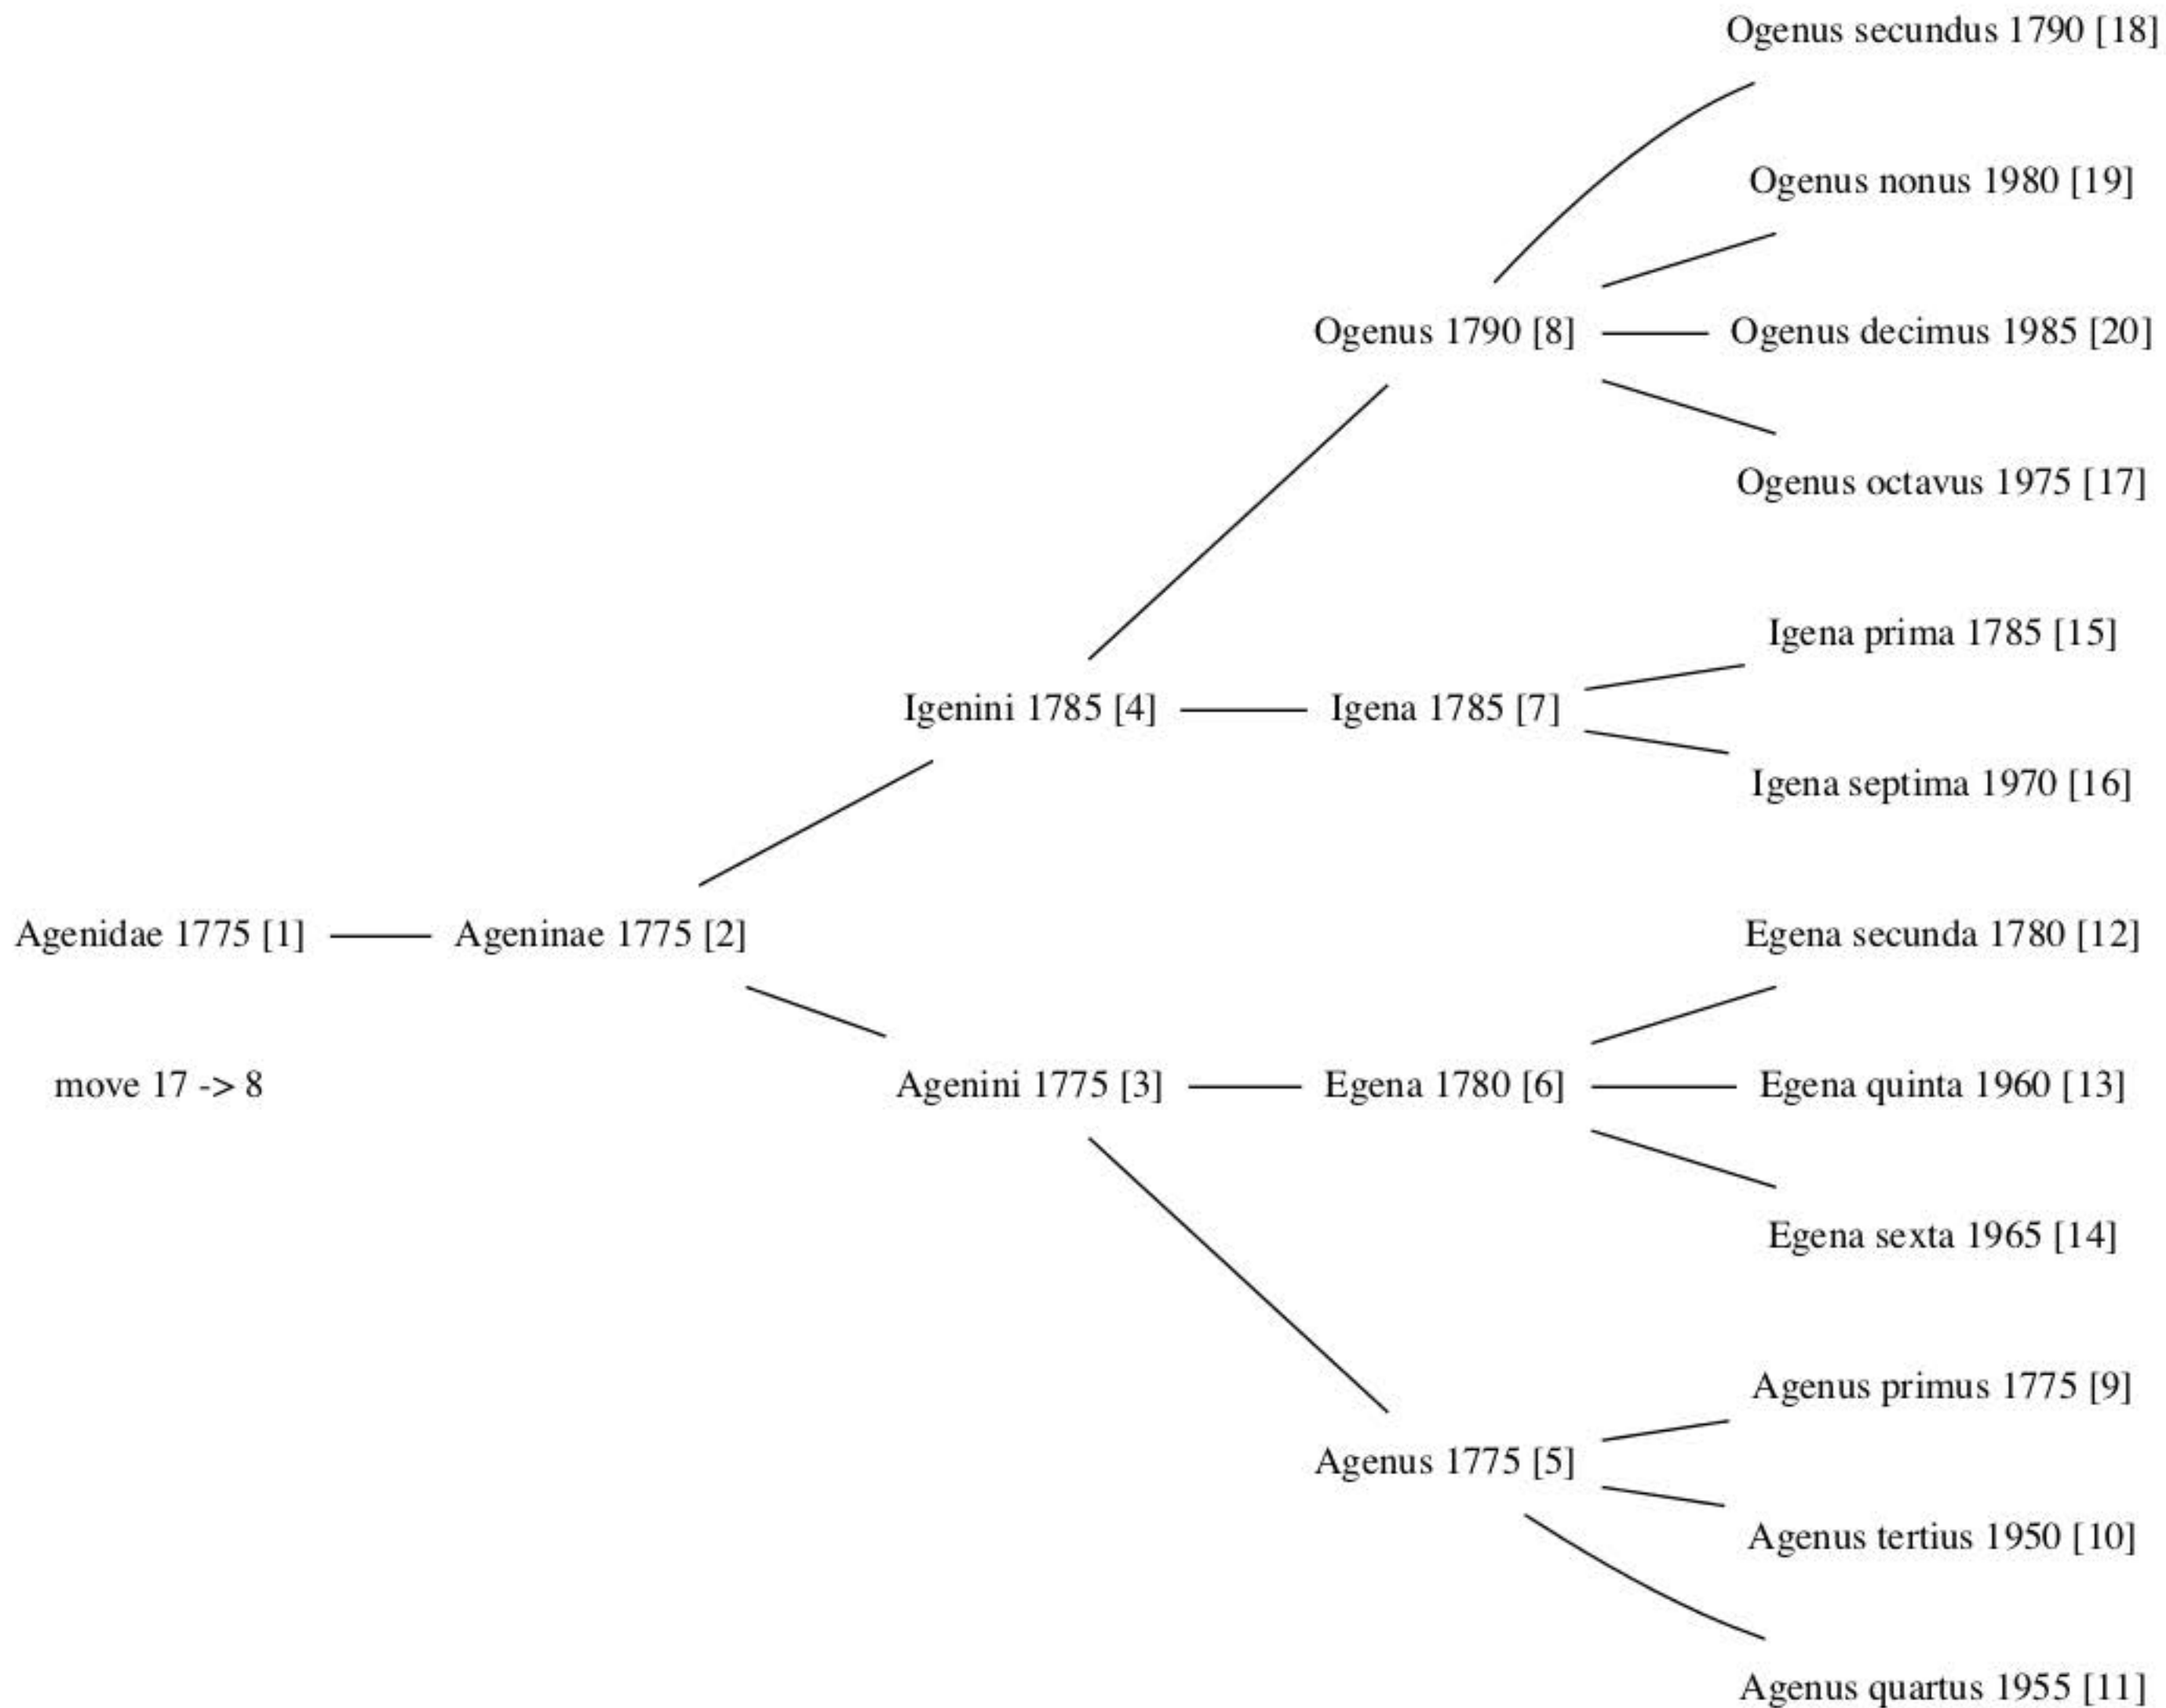 Ogenus secundus 1790 [18]
Ogenus nonus 1980 [19]
Ogenus 1790 [8]
Ogenus decimus 1985 [20]
Ogenus octavus 1975 [17]
Igena prima 1785 [15]
Igenini 1785 [4]
Igena 1785 [7]
Igena septima 1970 [16]
Agenidae 1775 [1]
Ageninae 1775 [2]
Egena secunda 1780 [12]
move 17 -> 8
Agenini 1775 [3]
Egena 1780 [6]
Egena quinta 1960 [13]
Egena sexta 1965 [14]
Agenus primus 1775 [9]
Agenus 1775 [5]
Agenus tertius 1950 [10]
Agenus quartus 1955 [11]